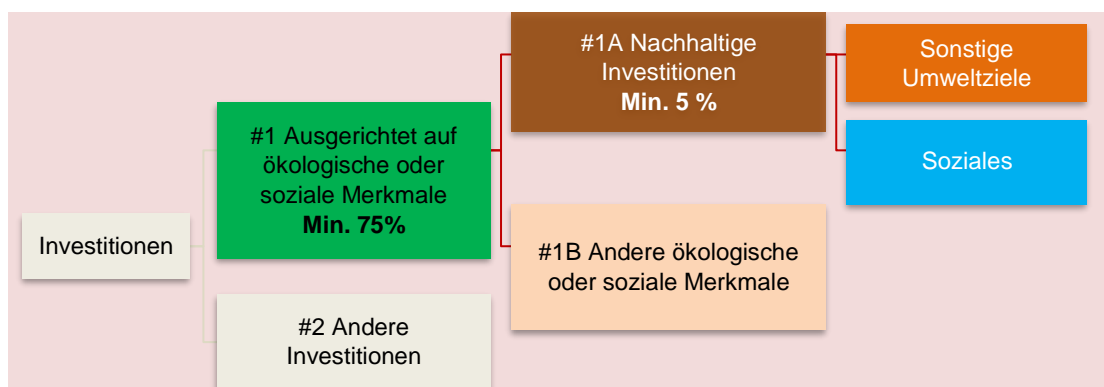 Investitionen
#1 Ausgerichtet auf
ökologische oder
soziale Merkmale
Min. 75%
#2 Andere
Investitionen
#1A Nachhaltige
Investitionen
Min. 5 %
#1B Andere ökologische
oder soziale Merkmale
Sonstige
Umweltziele
Soziales